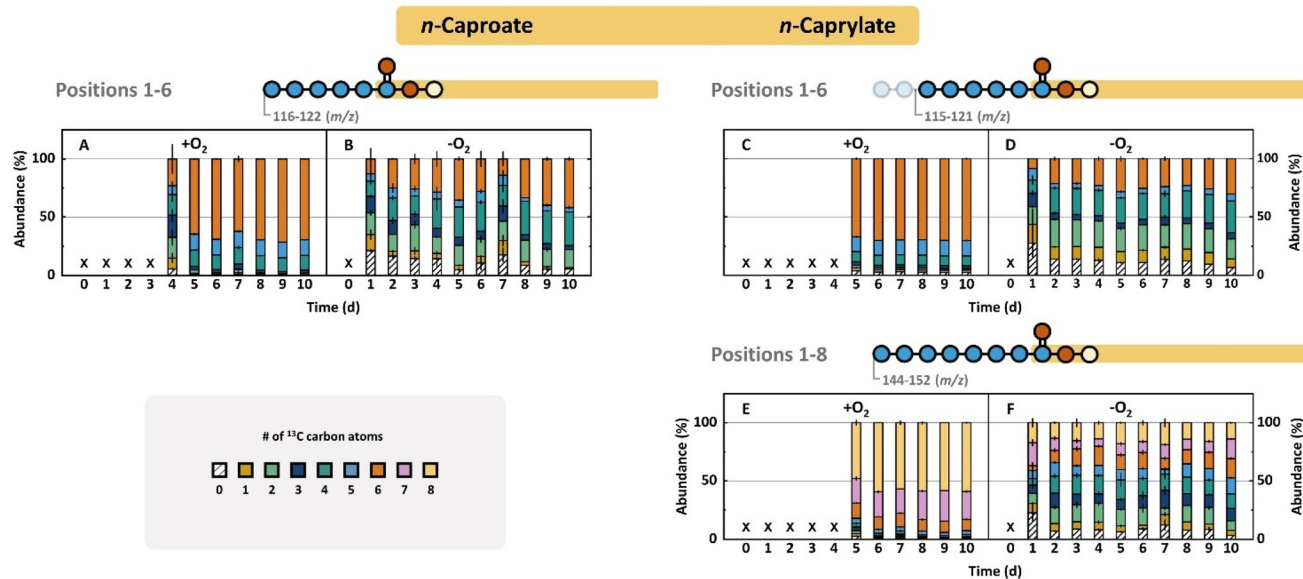 n-Caproate n-Caprylate
Positions 1-6
116-122 (m/z)
Positions 1-6
115-121 (m/z)
A +O₂ B -O₂
Abundance (%)
100
50
0
X X X X X
0 1 2 3 4 5 6 7 8 9 10 0 1 2 3 4 5 6 7 8 9 10
Time (d)
C +O₂ D -O₂
100
50
0
Abundance (%)
X X X X X X
0 1 2 3 4 5 6 7 8 9 10 0 1 2 3 4 5 6 7 8 9 10
Time (d)
Positions 1-8
144-152 (m/z)
E +O₂ F -O₂
Abundance (%)
100
50
0
100
50
0
Abundance (%)
X X X X X X
0 1 2 3 4 5 6 7 8 9 10 0 1 2 3 4 5 6 7 8 9 10
Time (d)
# of ¹³C carbon atoms
0 1 2 3 4 5 6 7 8